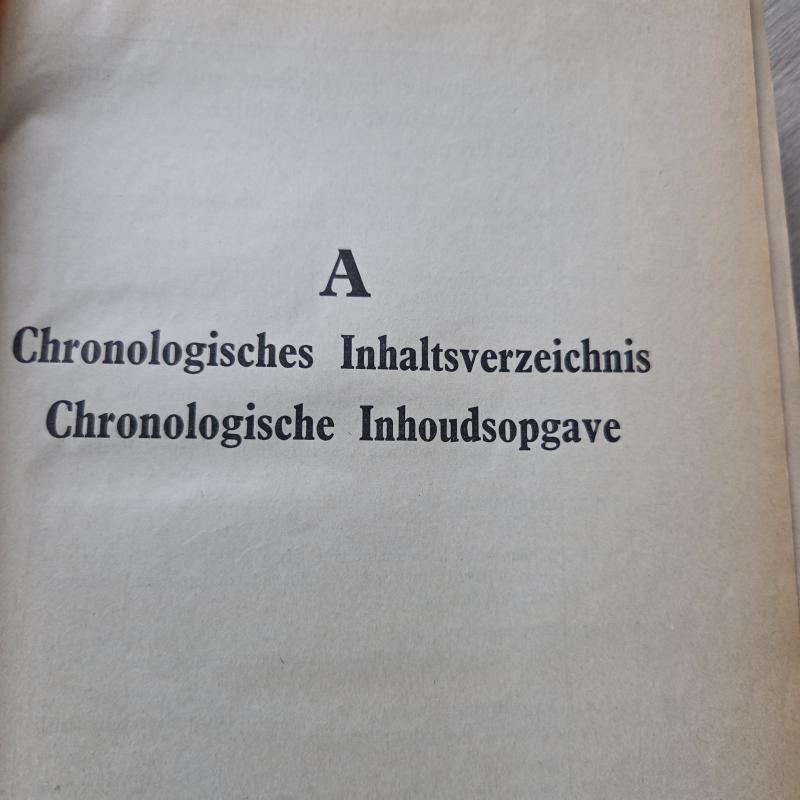 A
Chronologisches Inhaltsverzeichnis
Chronologische Inhoudsopgave